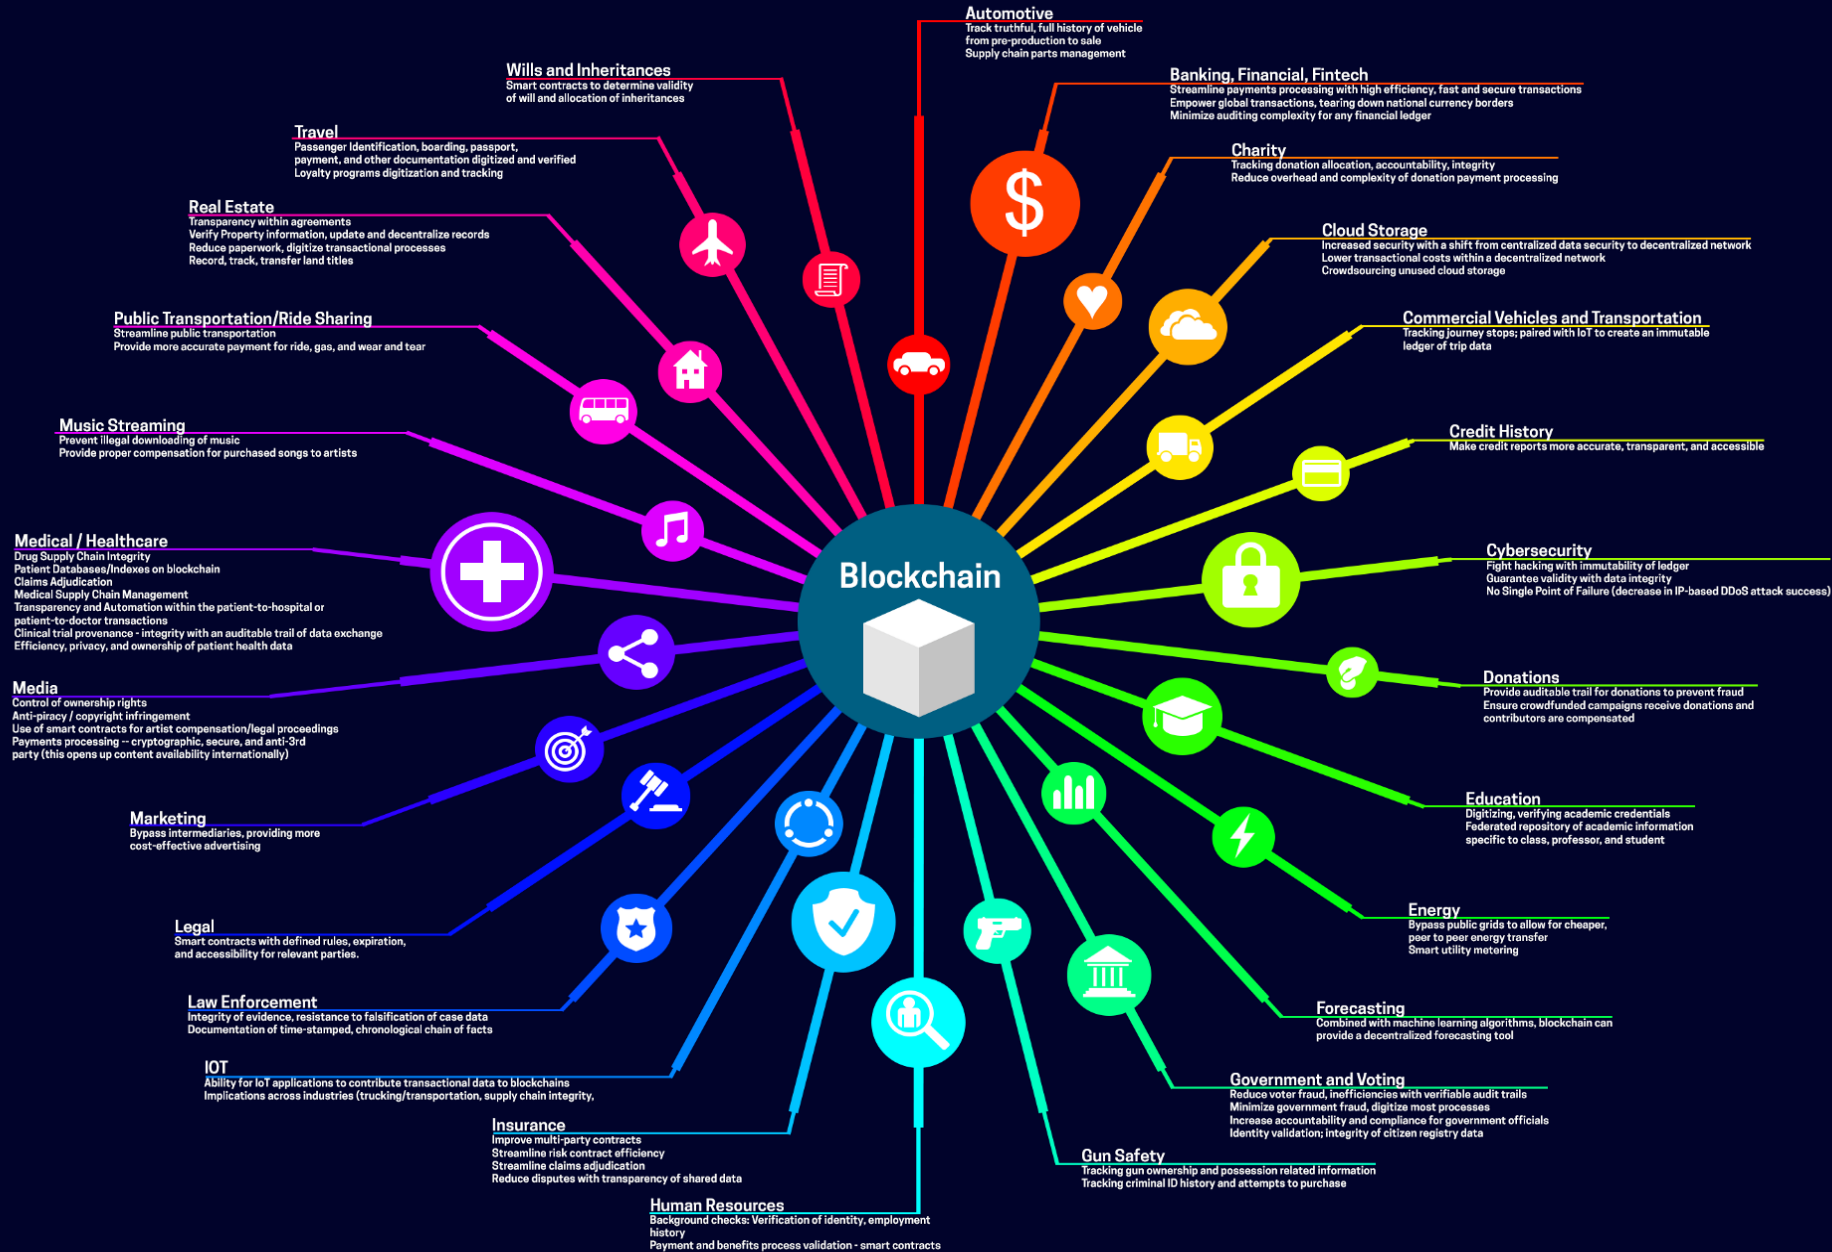 Automotive
Track truthful, full history of vehicle
from pre-production to sale
Supply chain parts management
Banking, Financial, Fintech
Streamline payments processing with high efficiency, fast and secure transactions
Empower global transactions, tearing down national currency borders
Minimize auditing complexity for any financial ledger
Charity
Tracking donation allocation, accountability, integrity
Reduce overhead and complexity of donation payment processing
Cloud Storage
Increased security with a shift from centralized data security to decentralized network
Lower transactional costs within a decentralized network
Crowdsourcing unused cloud storage
Commercial Vehicles and Transportation
Tracking journey stops; paired with IoT to create an immutable
ledger of trip data
Credit History
Make credit reports more accurate, transparent, and accessible
Cybersecurity
Fight hacking with immutability of ledger
Guarantee validity with data integrity
No Single Point of Failure (decrease in IP-based DDoS attack success)
Donations
Provide auditable trail for donations to prevent fraud
Ensure crowdfunded campaigns receive donations and
contributors are compensated
Education
Digitizing, verifying academic credentials
Federated repository of academic information
specific to class, professor, and student
Energy
Bypass public grids to allow for cheaper,
peer to peer energy transfer
Smart utility metering
Forecasting
Combined with machine learning algorithms, blockchain can
provide a decentralized forecasting tool
Government and Voting
Reduce voter fraud, inefficiencies with verifiable audit trails
Minimize government fraud, digitize most processes
Increase accountability and compliance for government officials
Identity validation; integrity of citizen registry data
Gun Safety
Tracking gun ownership and possession related information
Tracking criminal ID history and attempts to purchase
Human Resources
Background checks: Verification of identity, employment
history
Payment and benefits process validation - smart contracts
Insurance
Improve multi-party contracts
Streamline risk contract efficiency
Streamline claims adjudication
Reduce disputes with transparency of shared data
IOT
Ability for IoT applications to contribute transactional data to blockchains
Implications across industries (trucking/transportation, supply chain integrity,
Law Enforcement
Integrity of evidence, resistance to falsification of case data
Documentation of time-stamped, chronological chain of facts
Legal
Smart contracts with defined rules, expiration,
and accessibility for relevant parties.
Marketing
Bypass intermediaries, providing more
cost-effective advertising
Media
Control of ownership rights
Anti-piracy / copyright infringement
Use of smart contracts for artist compensation/legal proceedings
Payments processing -- cryptographic, secure, and anti-3rd
party (this opens up content availability internationally)
Medical / Healthcare
Drug Supply Chain Integrity
Patient Databases/Indexes on blockchain
Claims Adjudication
Medical Supply Chain Management
Transparency and Automation within the patient-to-hospital or
patient-to-doctor transactions
Clinical trial provenance - integrity with an auditable trail of data exchange
Efficiency, privacy, and ownership of patient health data
Music Streaming
Prevent illegal downloading of music
Provide proper compensation for purchased songs to artists
Public Transportation/Ride Sharing
Streamline public transportation
Provide more accurate payment for ride, gas, and wear and tear
Real Estate
Transparency within agreements
Verify Property information, update and decentralize records
Reduce paperwork, digitize transactional processes
Record, track, transfer land titles
Travel
Passenger Identification, boarding, passport,
payment, and other documentation digitized and verified
Loyalty programs digitization and tracking
Wills and Inheritances
Smart contracts to determine validity
of will and allocation of inheritances
$
Blockchain